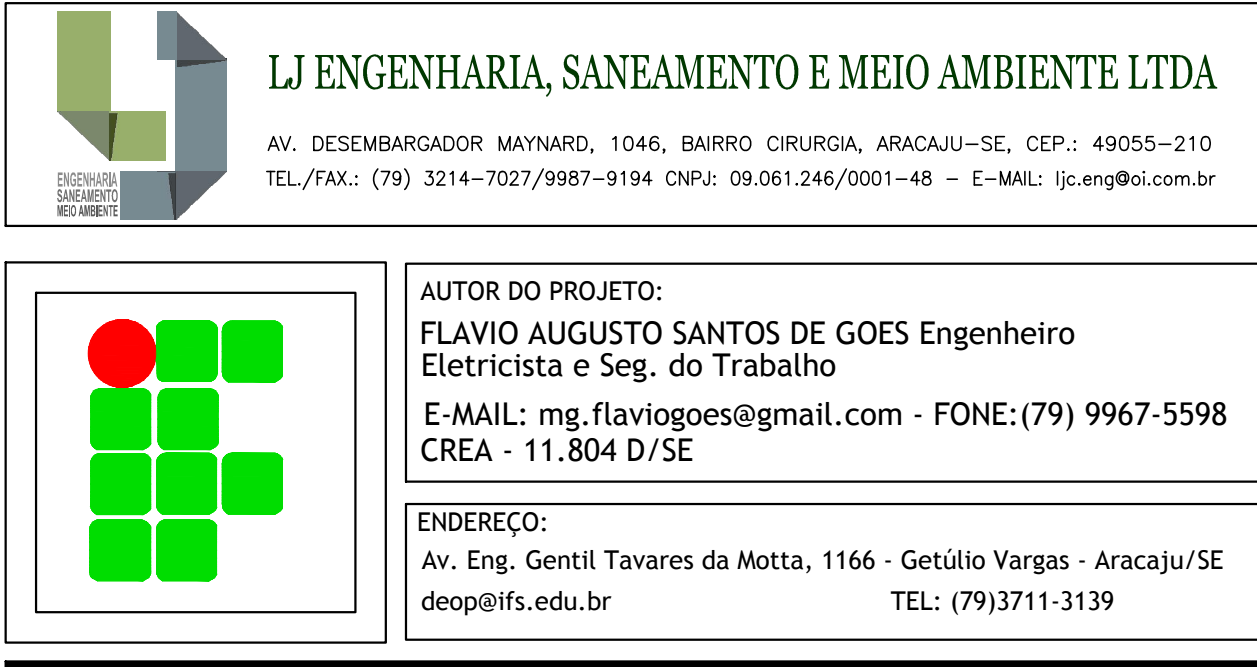 LJ ENGENHARIA, SANEAMENTO E MEIO AMBIENTE LTDA
AV. DESEMBARGADOR MAYNARD, 1046, BAIRRO CIRURGIA, ARACAJU-SE, CEP.: 49055-210
TEL./FAX.: (79) 3214-7027/9987-9194 CNPJ: 09.061.246/0001-48 - E-MAIL: ljc.eng@oi.com.br
ENGENHARIA
SANEAMENTO
MEIO AMBIENTE
AUTOR DO PROJETO:
FLAVIO AUGUSTO SANTOS DE GOES Engenheiro
Eletricista e Seg. do Trabalho
E-MAIL: mg.flaviogoes@gmail.com - FONE:(79) 9967-5598
CREA - 11.804 D/SE
ENDEREÇO:
Av. Eng. Gentil Tavares da Motta, 1166 - Getúlio Vargas - Aracaju/SE
deop@ifs.edu.br TEL: (79)3711-3139